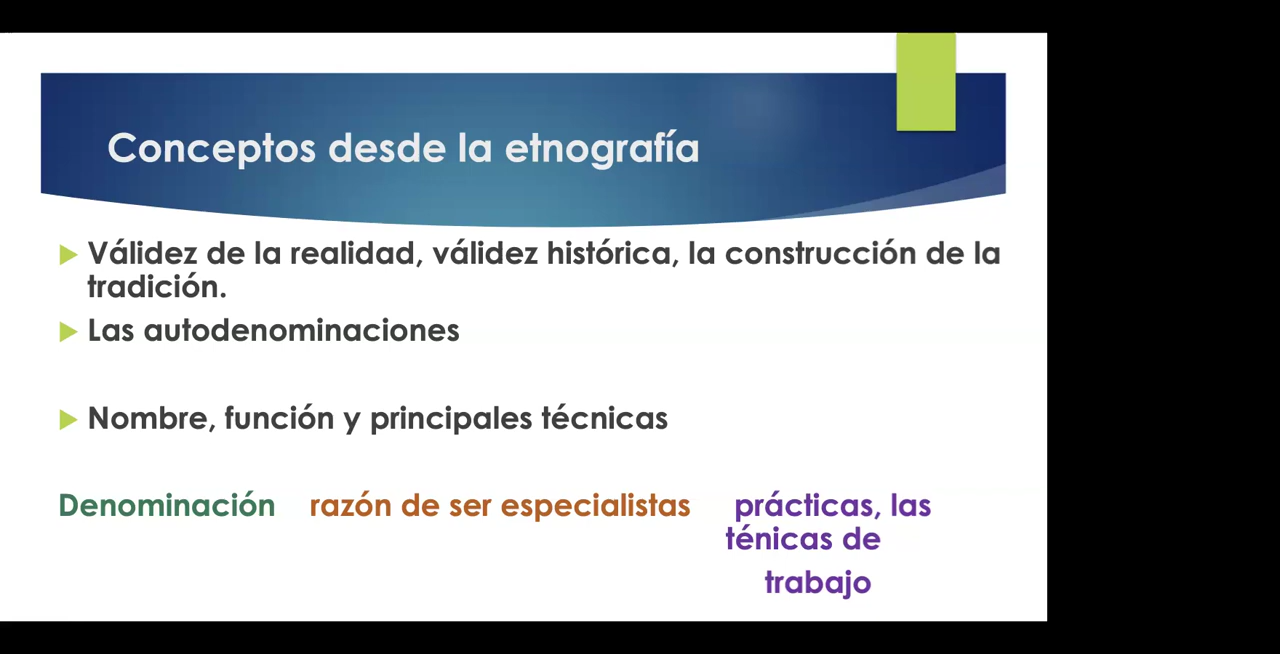 Conceptos desde la etnografía
Válidez de la realidad, válidez histórica, la construcción de la
tradición.
Las autodenominaciones
Nombre, función y principales técnicas
Denominación razón de ser especialistas prácticas, las
ténicas de
trabajo